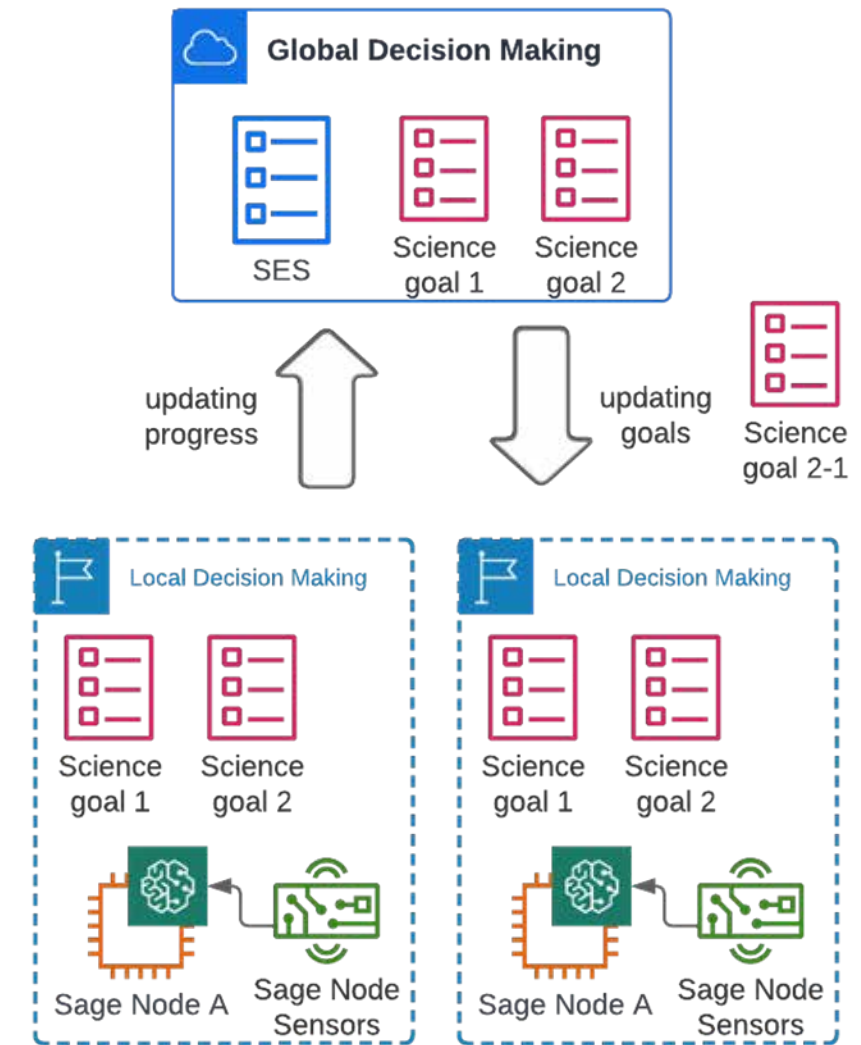 Global Decision Making
SES
Science
goal 1
Science
goal 2
updating
progress
updating
goals
Science
goal 2-1
Local Decision Making
Science
goal 1
Science
goal 2
Sage Node A
Sage Node
Sensors
Local Decision Making
Science
goal 1
Science
goal 2
Sage Node A
Sage Node
Sensors